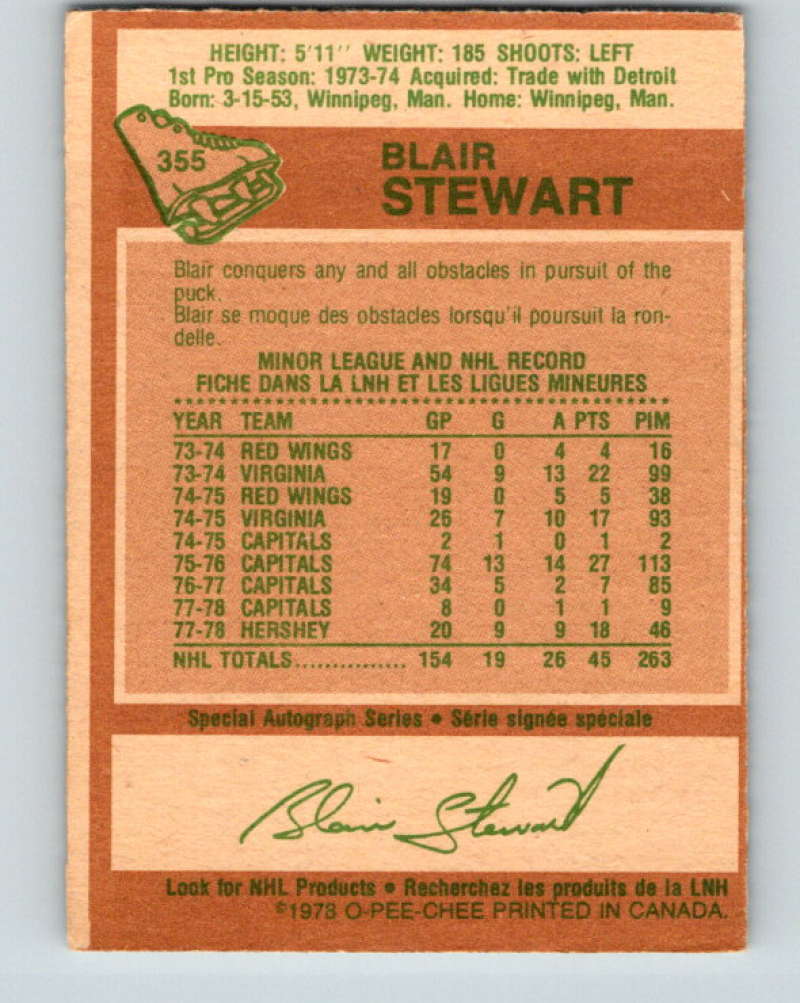 HEIGHT: 5'11'' WEIGHT: 185 SHOOTS: LEFT
1st Pro Season: 1973-74 Acquired: Trade with Detroit
Born: 3-15-53, Winnipeg, Man. Home: Winnipeg, Man.
355
BLAIR
STEWART
Blair conquers any and all obstacles in pursuit of the
puck.
Blair se moque des obstacles lorsqu'il poursuit la ron-
delle.
MINOR LEAGUE AND NHL RECORD
FICHE DANS LA LNH ET LES LIGUES MINEURES
YEAR TEAM GP G A PTS PIM
73-74 RED WINGS 17 0 4 4 16
73-74 VIRGINIA 54 9 13 22 99
74-75 RED WINGS 19 0 5 5 38
74-75 VIRGINIA 26 7 10 17 93
74-75 CAPITALS 2 1 0 1 2
75-76 CAPITALS 74 13 14 27 113
76-77 CAPITALS 34 5 2 7 85
77-78 CAPITALS 8 0 1 1 9
77-78 HERSHEY 20 9 9 18 46
NHL TOTALS................ 154 19 26 45 263
Special Autograph Series • Série signée spéciale
Blair Stewart
Look for NHL Products • Recherchez les produits de la LNH
©1978 O-PEE-CHEE PRINTED IN CANADA.